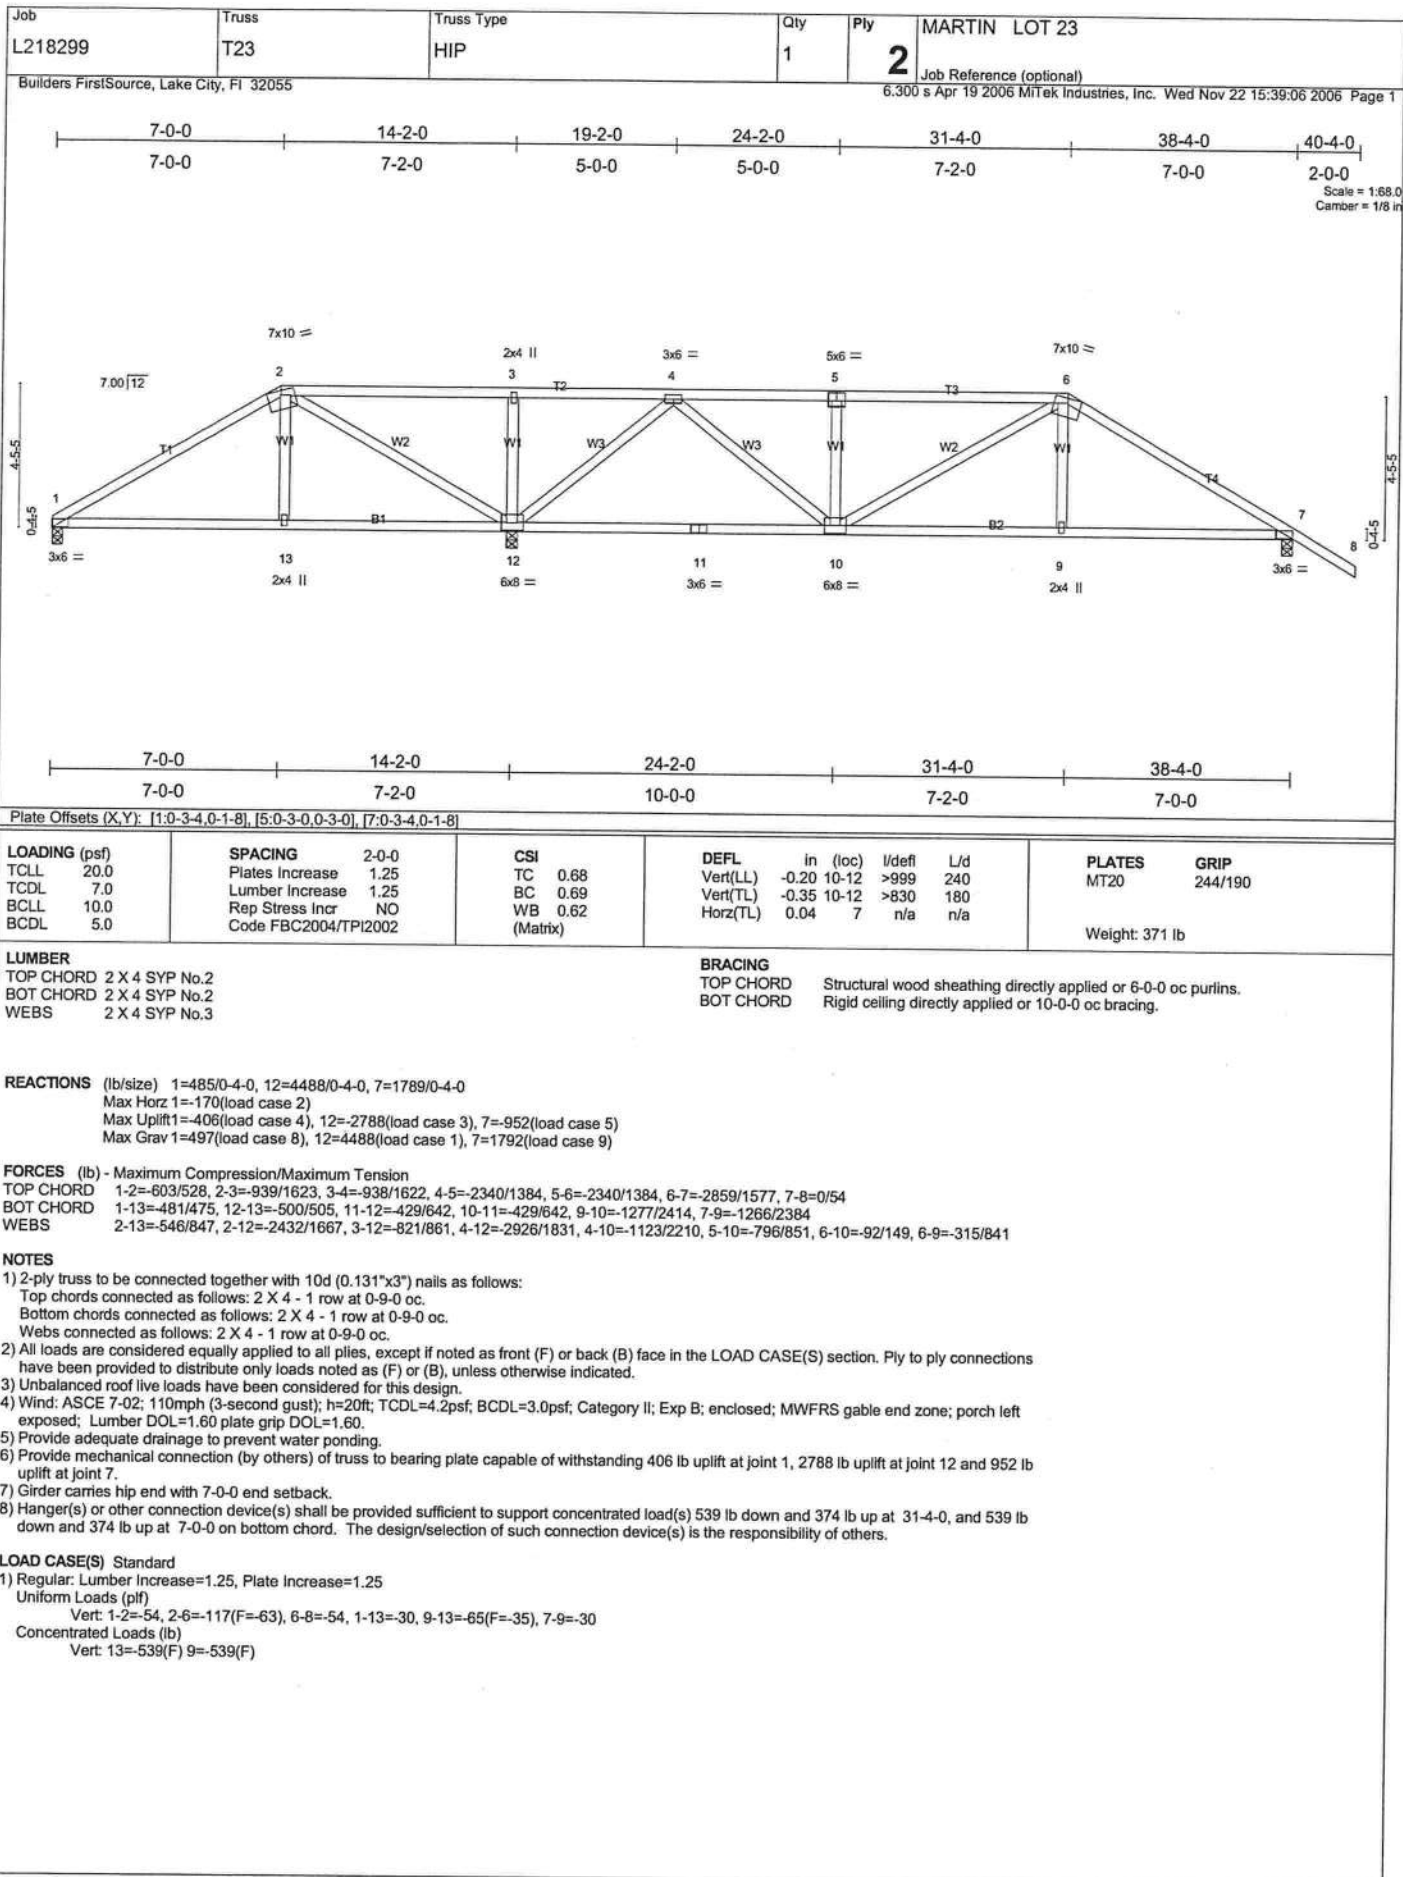 Job Truss Truss Type Qty Ply MARTIN LOT 23
L218299 T23 HIP 1 2
Job Reference (optional)
Builders FirstSource, Lake City, Fl 32055 6.300 s Apr 19 2006 MiTek Industries, Inc. Wed Nov 22 15:39:06 2006 Page 1
7-0-0 14-2-0 19-2-0 24-2-0 31-4-0 38-4-0 40-4-0
7-0-0 7-2-0 5-0-0 5-0-0 7-2-0 7-0-0 2-0-0
Scale = 1:68.0
Camber = 1/8 in
7x10 = 2x4 || 3x6 = 5x6 = 7x10 =
7.00 12 2 3 4 5 6
T2 T3
T1 W1 W2 W1 W3 W3 W1 W2 W1 T4
4-5-5 4-5-5
1 7
B1 B2
0-4-5 8 0-4-5
3x6 = 13 12 11 10 9 3x6 =
2x4 || 6x8 = 3x6 = 6x8 = 2x4 ||
7-0-0 14-2-0 24-2-0 31-4-0 38-4-0
7-0-0 7-2-0 10-0-0 7-2-0 7-0-0
Plate Offsets (X,Y): [1:0-3-4,0-1-8], [5:0-3-0,0-3-0], [7:0-3-4,0-1-8]
LOADING (psf)
TCLL 20.0
TCDL 7.0
BCLL 10.0
BCDL 5.0
SPACING 2-0-0
Plates Increase 1.25
Lumber Increase 1.25
Rep Stress Incr NO
Code FBC2004/TPI2002
CSI
TC 0.68
BC 0.69
WB 0.62
(Matrix)
DEFL in (loc) l/defl L/d
Vert(LL) -0.20 10-12 >999 240
Vert(TL) -0.35 10-12 >830 180
Horz(TL) 0.04 7 n/a n/a
PLATES GRIP
MT20 244/190
Weight: 371 lb
LUMBER
TOP CHORD 2 X 4 SYP No.2
BOT CHORD 2 X 4 SYP No.2
WEBS 2 X 4 SYP No.3
BRACING
TOP CHORD Structural wood sheathing directly applied or 6-0-0 oc purlins.
BOT CHORD Rigid ceiling directly applied or 10-0-0 oc bracing.
REACTIONS (lb/size) 1=485/0-4-0, 12=4488/0-4-0, 7=1789/0-4-0
Max Horz 1=-170(load case 2)
Max Uplift1=-406(load case 4), 12=-2788(load case 3), 7=-952(load case 5)
Max Grav1=497(load case 8), 12=4488(load case 1), 7=1792(load case 9)
FORCES (lb) - Maximum Compression/Maximum Tension
TOP CHORD 1-2=-603/528, 2-3=-939/1623, 3-4=-938/1622, 4-5=-2340/1384, 5-6=-2340/1384, 6-7=-2859/1577, 7-8=0/54
BOT CHORD 1-13=-481/475, 12-13=-500/505, 11-12=-429/642, 10-11=-429/642, 9-10=-1277/2414, 7-9=-1266/2384
WEBS 2-13=-546/847, 2-12=-2432/1667, 3-12=-821/861, 4-12=-2926/1831, 4-10=-1123/2210, 5-10=-796/851, 6-10=-92/149, 6-9=-315/841
NOTES
1) 2-ply truss to be connected together with 10d (0.131"x3") nails as follows:
Top chords connected as follows: 2 X 4 - 1 row at 0-9-0 oc.
Bottom chords connected as follows: 2 X 4 - 1 row at 0-9-0 oc.
Webs connected as follows: 2 X 4 - 1 row at 0-9-0 oc.
2) All loads are considered equally applied to all plies, except if noted as front (F) or back (B) face in the LOAD CASE(S) section. Ply to ply connections
have been provided to distribute only loads noted as (F) or (B), unless otherwise indicated.
3) Unbalanced roof live loads have been considered for this design.
4) Wind: ASCE 7-02; 110mph (3-second gust); h=20ft; TCDL=4.2psf; BCDL=3.0psf; Category II; Exp B; enclosed; MWFRS gable end zone; porch left
exposed; Lumber DOL=1.60 plate grip DOL=1.60.
5) Provide adequate drainage to prevent water ponding.
6) Provide mechanical connection (by others) of truss to bearing plate capable of withstanding 406 lb uplift at joint 1, 2788 lb uplift at joint 12 and 952 lb
uplift at joint 7.
7) Girder carries hip end with 7-0-0 end setback.
8) Hanger(s) or other connection device(s) shall be provided sufficient to support concentrated load(s) 539 lb down and 374 lb up at 31-4-0, and 539 lb
down and 374 lb up at 7-0-0 on bottom chord. The design/selection of such connection device(s) is the responsibility of others.
LOAD CASE(S) Standard
1) Regular: Lumber Increase=1.25, Plate Increase=1.25
Uniform Loads (plf)
Vert: 1-2=-54, 2-6=-117(F=-63), 6-8=-54, 1-13=-30, 9-13=-65(F=-35), 7-9=-30
Concentrated Loads (lb)
Vert: 13=-539(F) 9=-539(F)